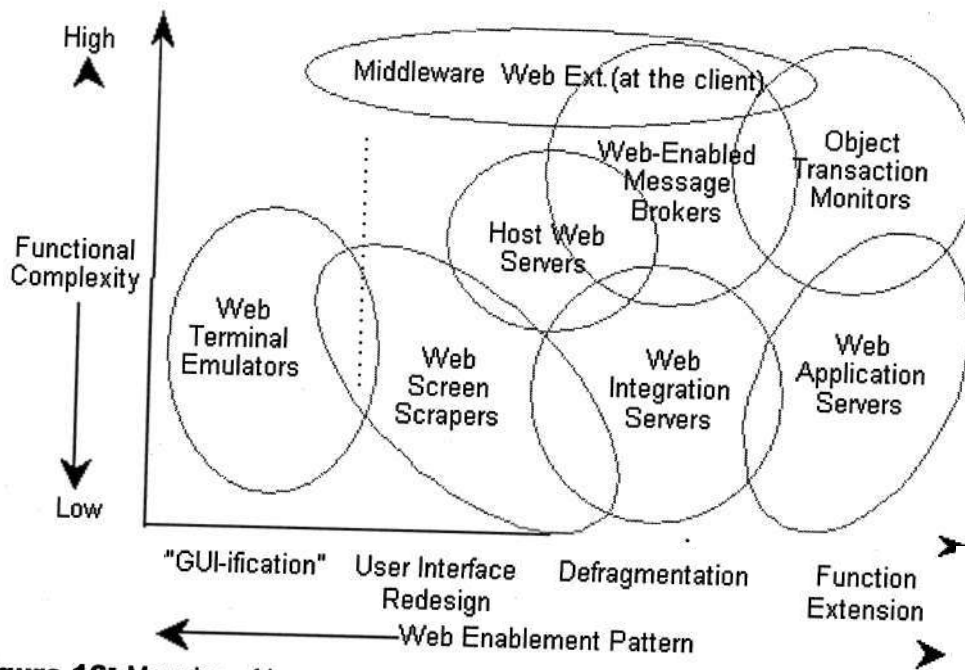 High
Middleware Web Ext.(at the client)
Web-Enabled
Message
Brokers
Object
Transaction
Monitors
Host Web
Servers
Functional
Complexity
Web
Terminal
Emulators
Web
Screen
Scrapers
Web
Integration
Servers
Web
Application
Servers
Low
"GUI-ification"
User Interface
Redesign
Defragmentation
Function
Extension
Web Enablement Pattern